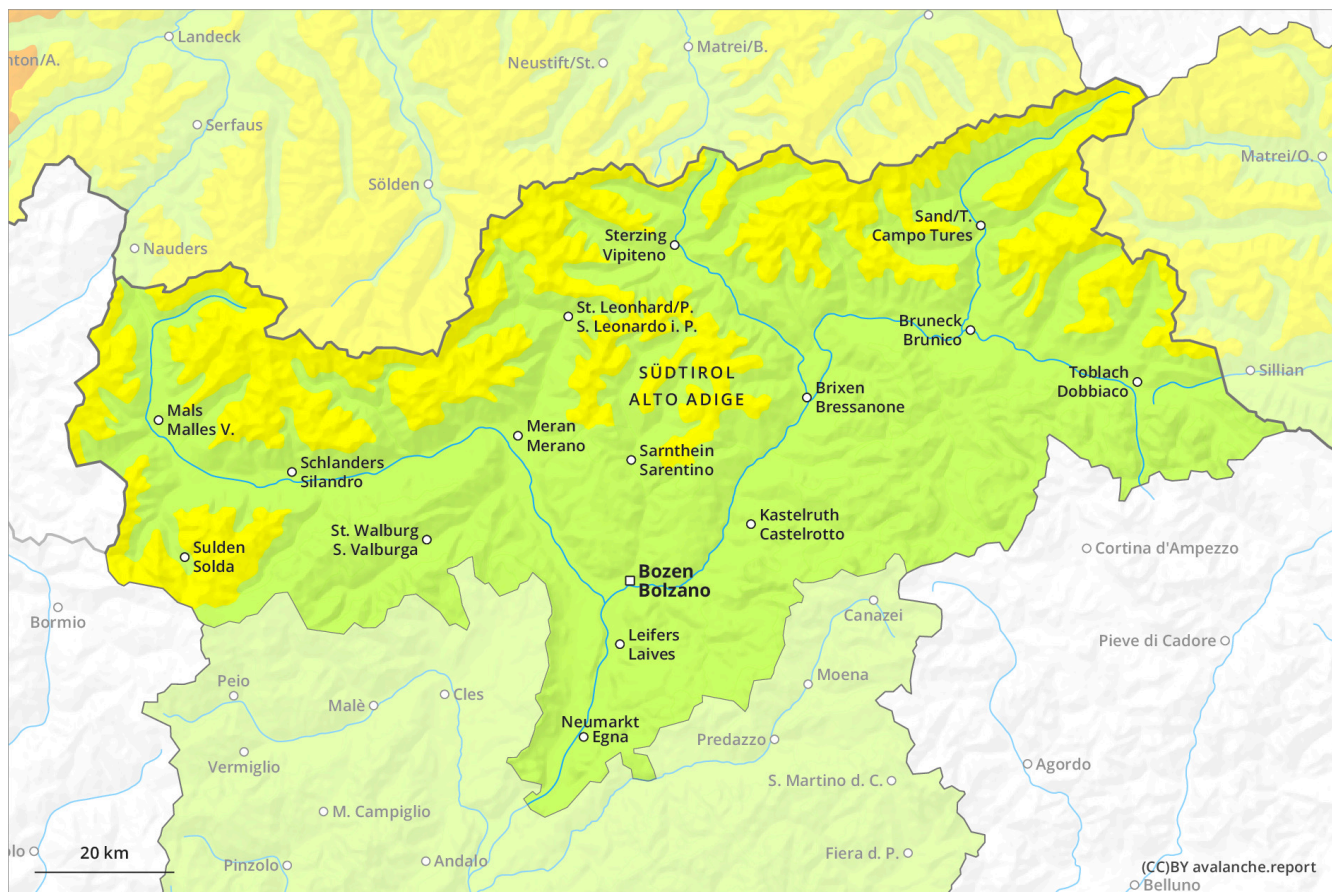 Landeck
Matrei/B.
nton/A.
Neustift/St.
Serfaus
Matrei/O.
Sölden
Sand/T.
Campo Tures
Sterzing
Vipiteno
Nauders
St. Leonhard/P.
S. Leonardo i. P.
Bruneck
Brunico
SÜDTIROL
ALTO ADIGE
Toblach
Dobbiaco
Sillian
Brixen
Bressanone
Mals
Malles V.
Meran
Merano
Sarnthein
Sarentino
Schlanders
Silandro
Kastelruth
Castelrotto
St. Walburg
S. Valburga
Sulden
Solda
Cortina d'Ampezzo
Bozen
Bolzano
Bormio
Canazei
Leifers
Laives
Pieve di Cadore
Peio
Malè
Cles
Moena
Neumarkt
Egna
Predazzo
Vermiglio
Agordo
S. Martino d. C.
M. Campiglio
20 km
olo
Pinzolo
Andalo
Fiera d. P.
(CC)BY avalanche.report
Belluno